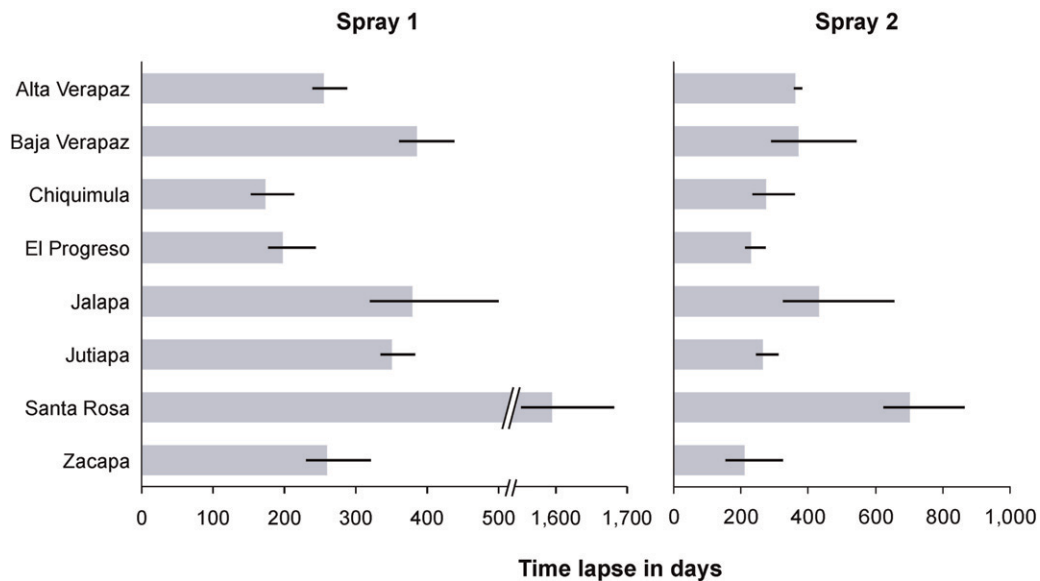 Spray 1
Spray 2
Alta Verapaz
Baja Verapaz
Chiquimula
El Progreso
Jalapa
Jutiapa
Santa Rosa
Zacapa
0 100 200 300 400 500 1,600 1,700
0 200 400 600 800 1,000
Time lapse in days